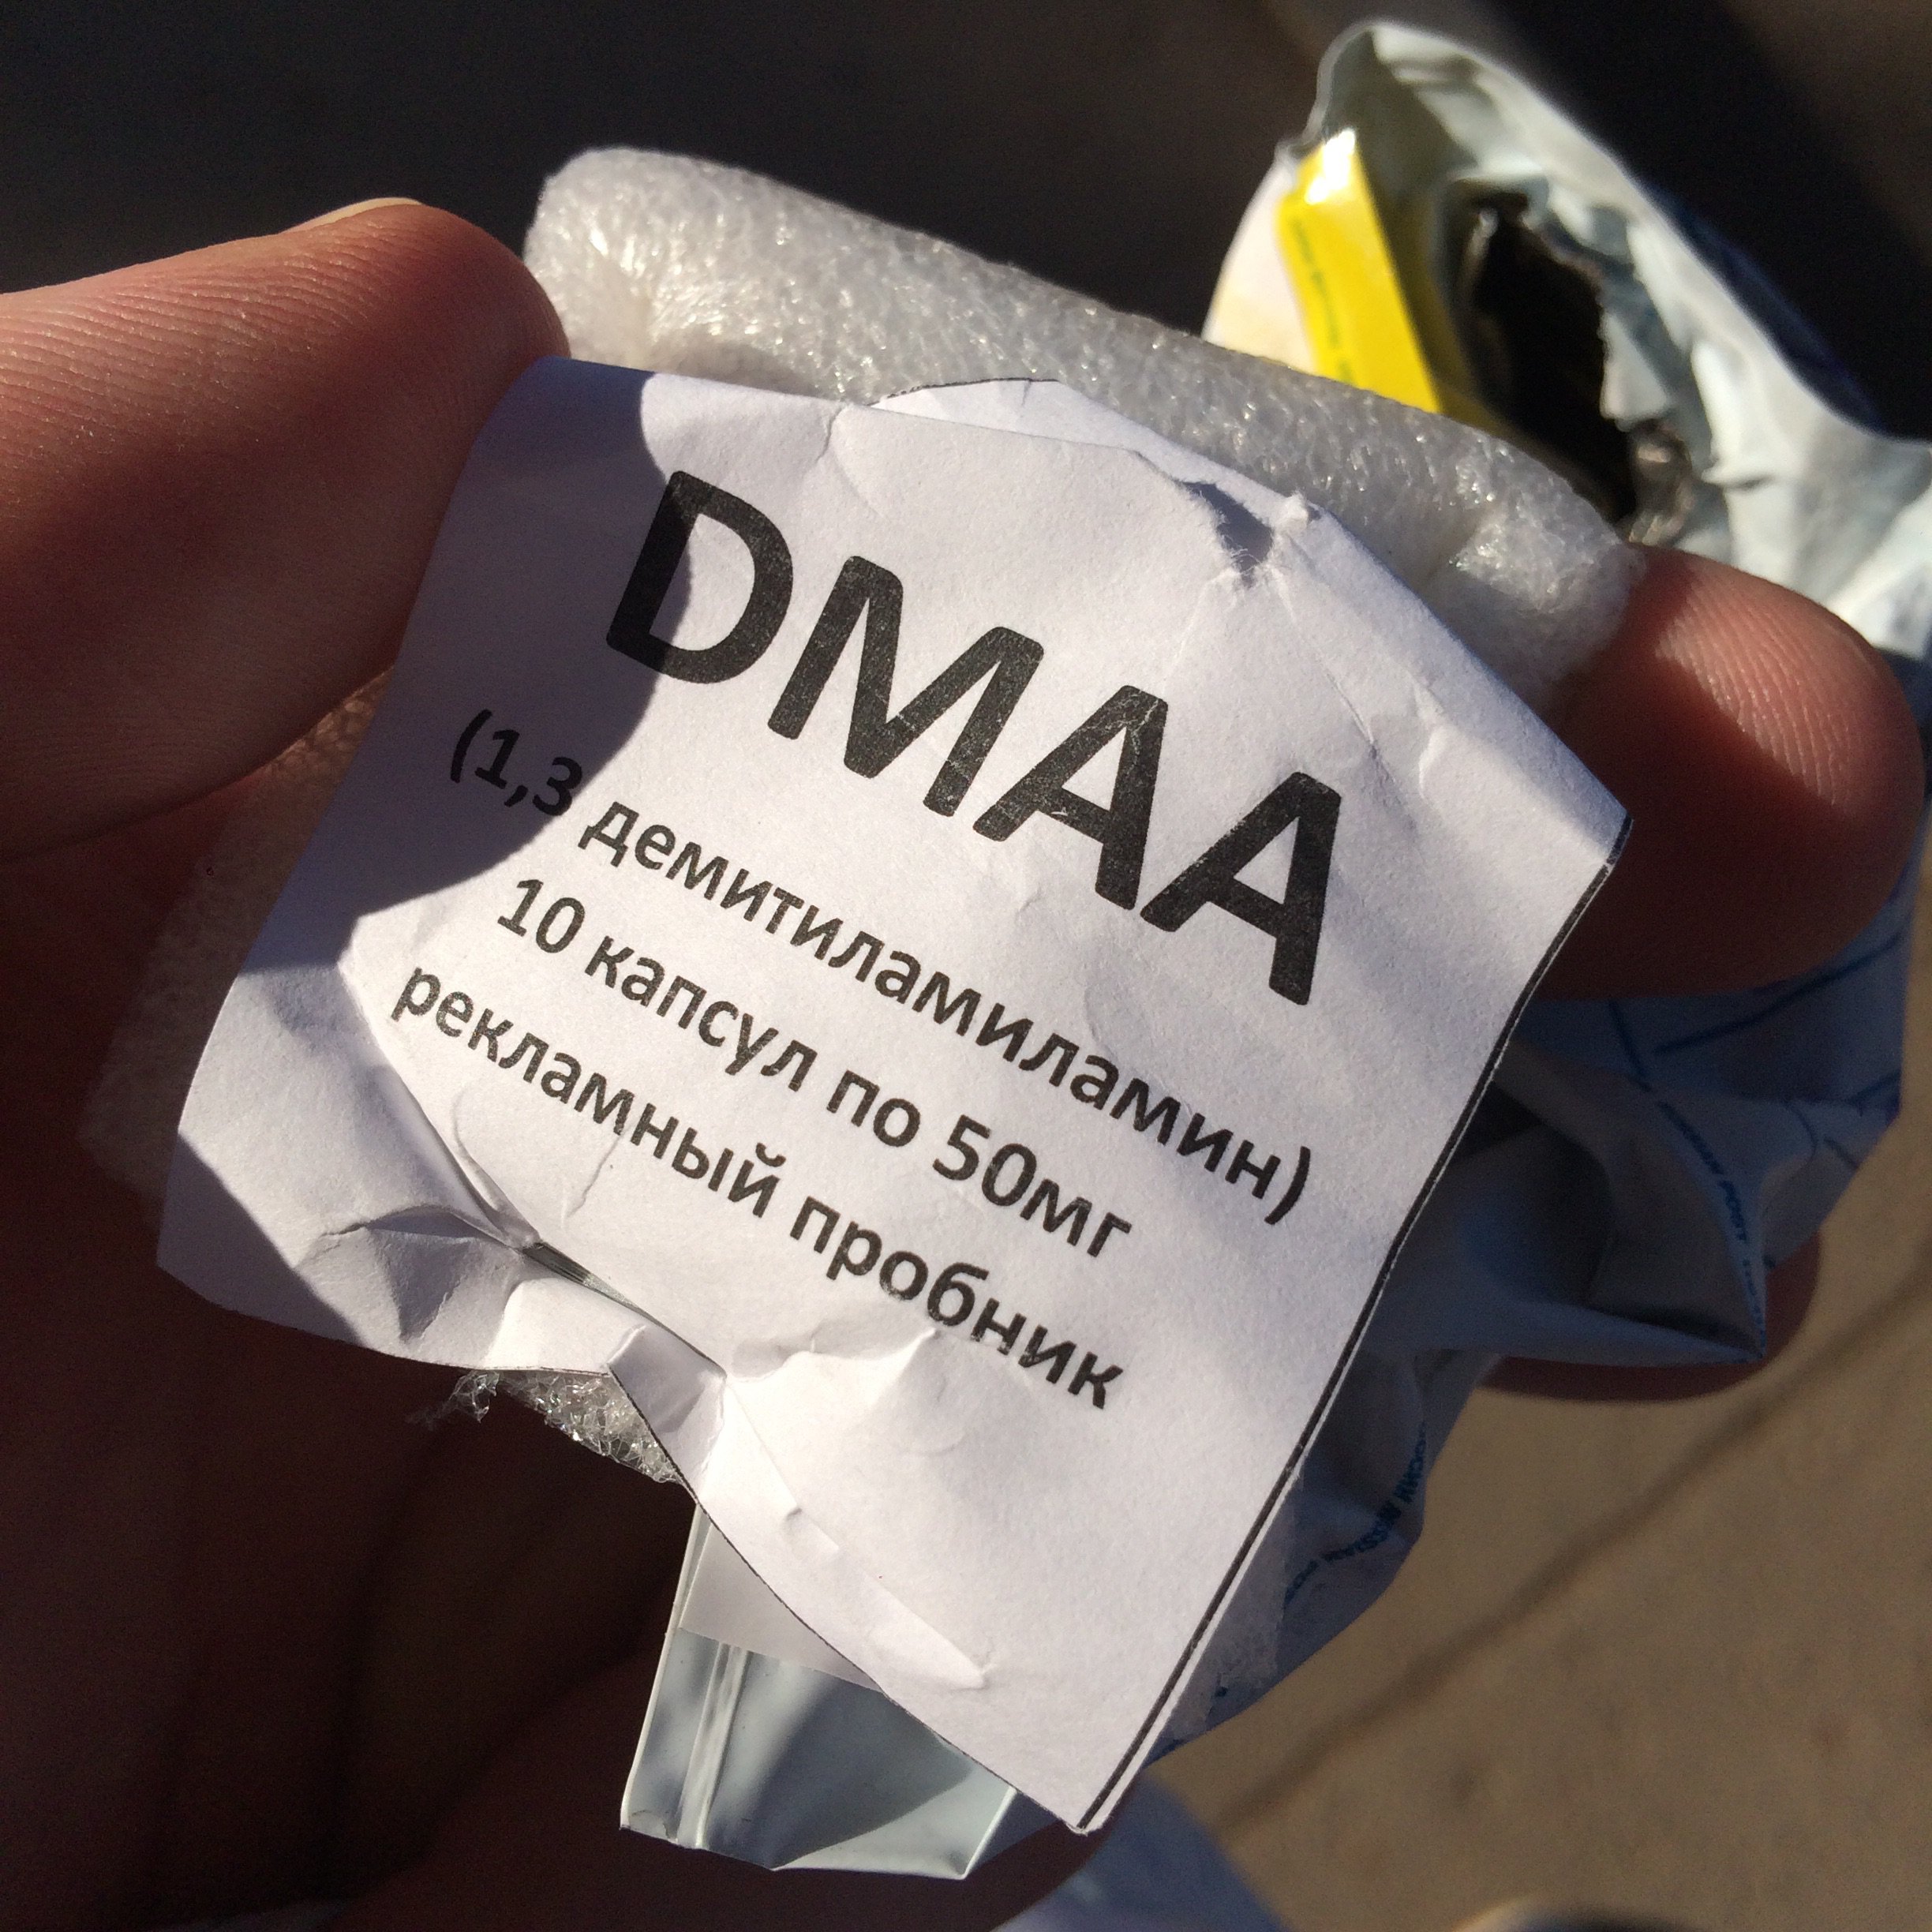 DMAA
(1,3 демитиламиламин)
10 капсул по 50мг
рекламный пробник